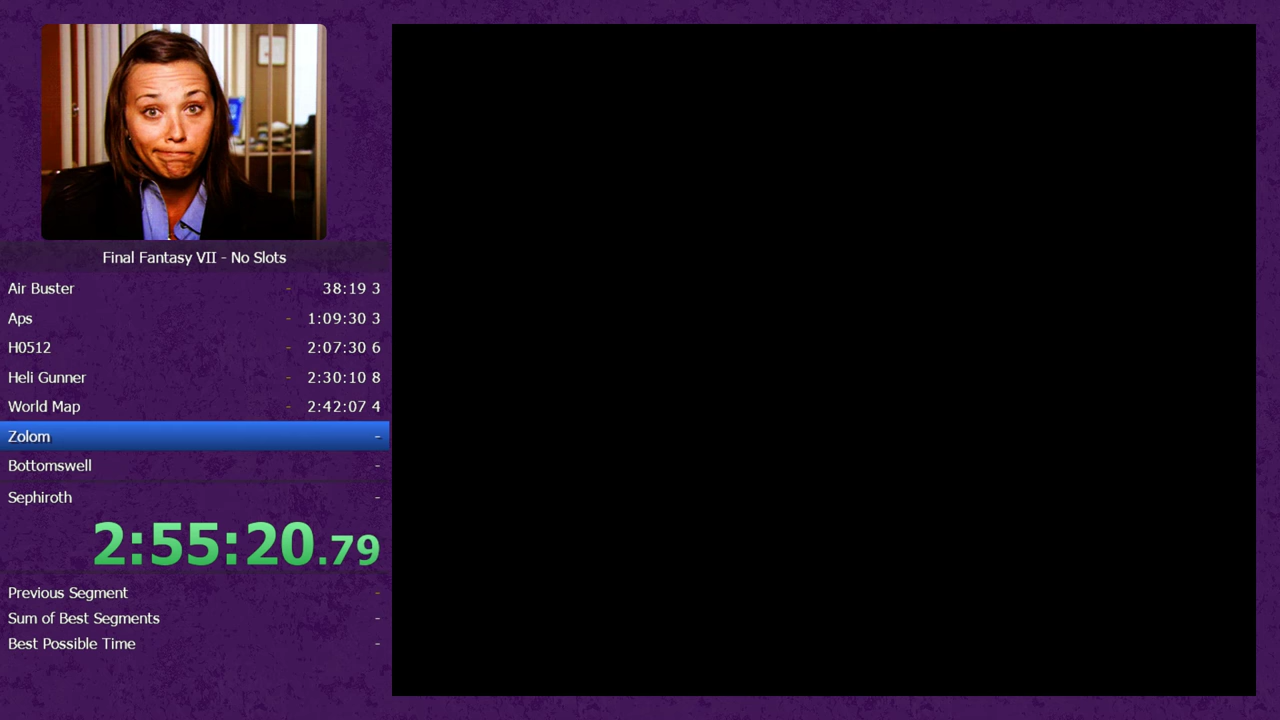 Final Fantasy VII - No Slots
Air Buster - 38:19 3
Aps - 1:09:30 3
H0512 - 2:07:30 6
Heli Gunner - 2:30:10 8
World Map - 2:42:07 4
Zolom -
Bottomswell -
Sephiroth -
2:55:20.79
Previous Segment -
Sum of Best Segments -
Best Possible Time -